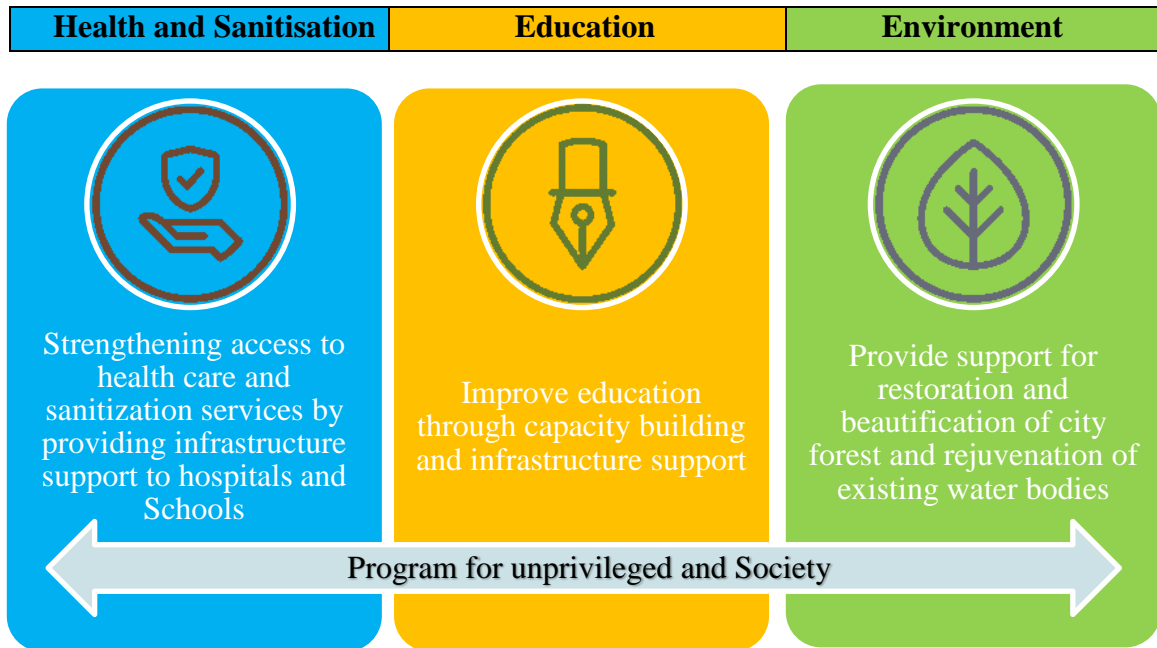 Health and Sanitisation
Education
Environment
Strengthening access to
health care and
sanitization services by
providing infrastructure
support to hospitals and
Schools
Improve education
through capacity building
and infrastructure support
Provide support for
restoration and
beautification of city
forest and rejuvenation of
existing water bodies
Program for unprivileged and Society